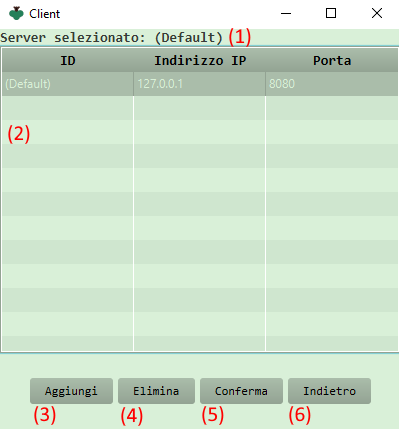 Client
Server selezionato: (Default) (1)
ID Indirizzo IP Porta
(Default) 127.0.0.1 8080
(2)
Aggiungi Elimina Conferma Indietro
(3) (4) (5) (6)